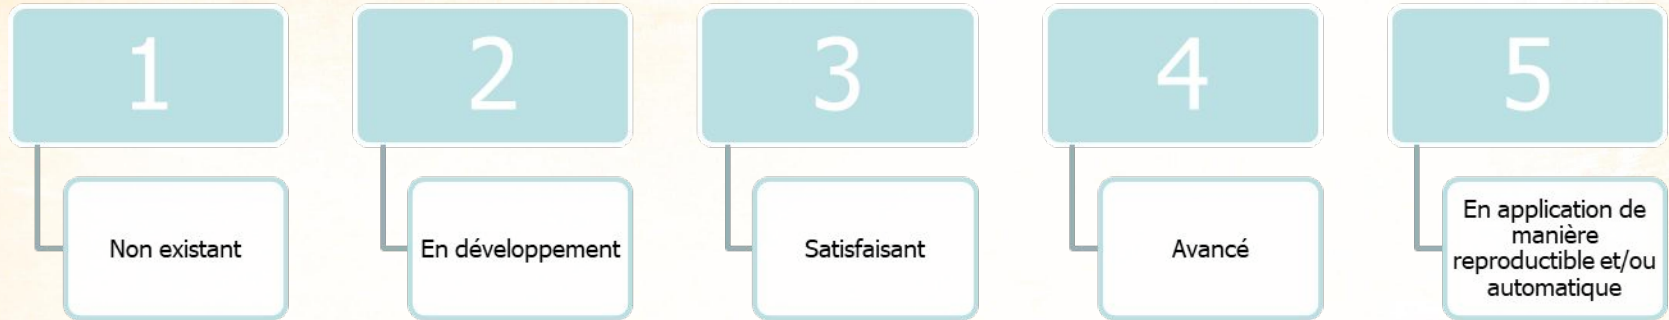 1
2
3
4
5
Non existant
En développement
Satisfaisant
Avancé
En application de
manière
reproductible et/ou
automatique